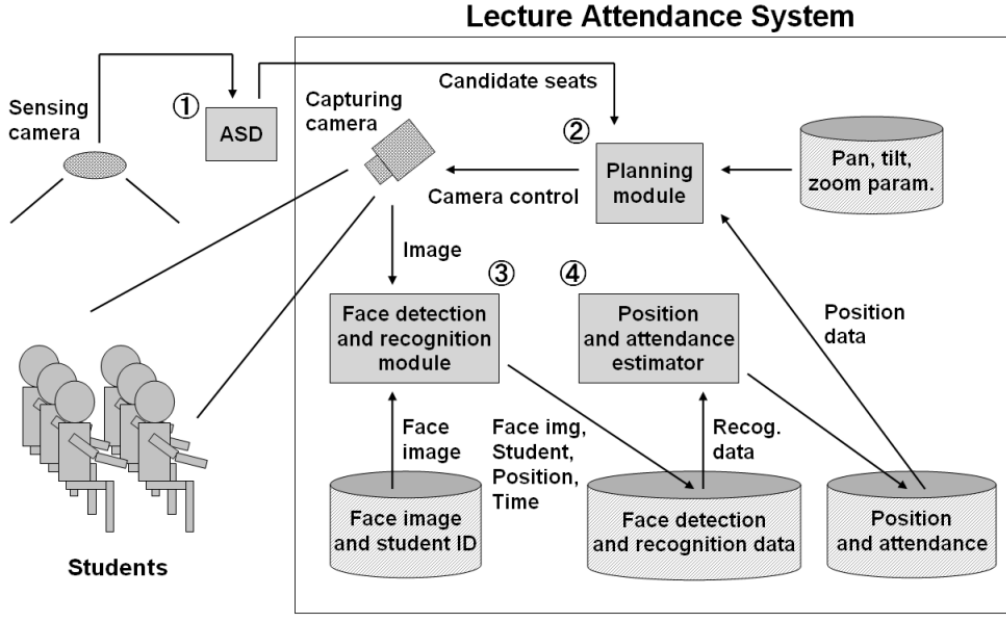 Lecture Attendance System
Sensing
camera
①
ASD
Capturing
camera
Candidate seats
②
Planning
module
Pan, tilt,
zoom param.
Camera control
Image
③
Face detection
and recognition
module
④
Position
and attendance
estimator
Position
data
Face
image
Face img,
Student,
Position,
Time
Recog.
data
Face image
and student ID
Face detection
and recognition data
Position
and attendance
Students